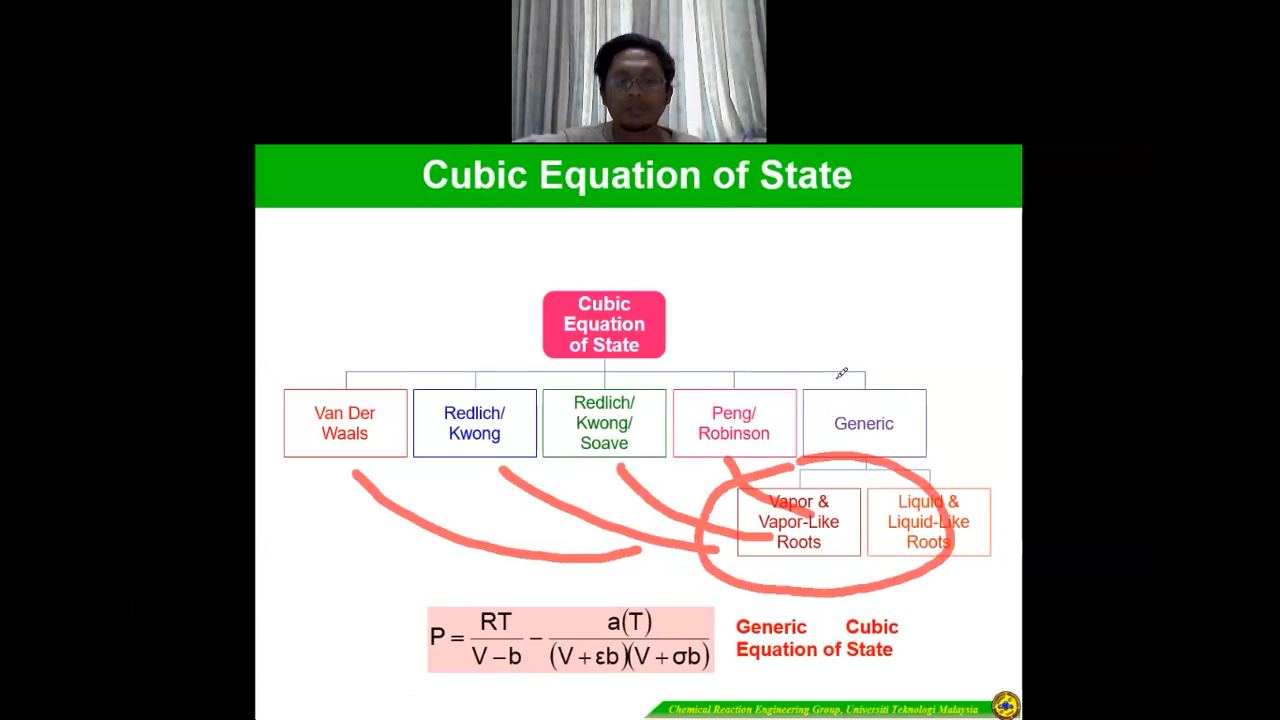 Cubic Equation of State
Cubic
Equation
of State
Van Der
Waals
Redlich/
Kwong
Redlich/
Kwong/
Soave
Peng/
Robinson
Generic
Vapor &
Vapor-Like
Roots
Liquid &
Liquid-Like
Roots
P = RT/(V − b) − a(T)/((V + εb)(V + σb))
Generic Cubic
Equation of State
Chemical Reaction Engineering Group, Universiti Teknologi Malaysia